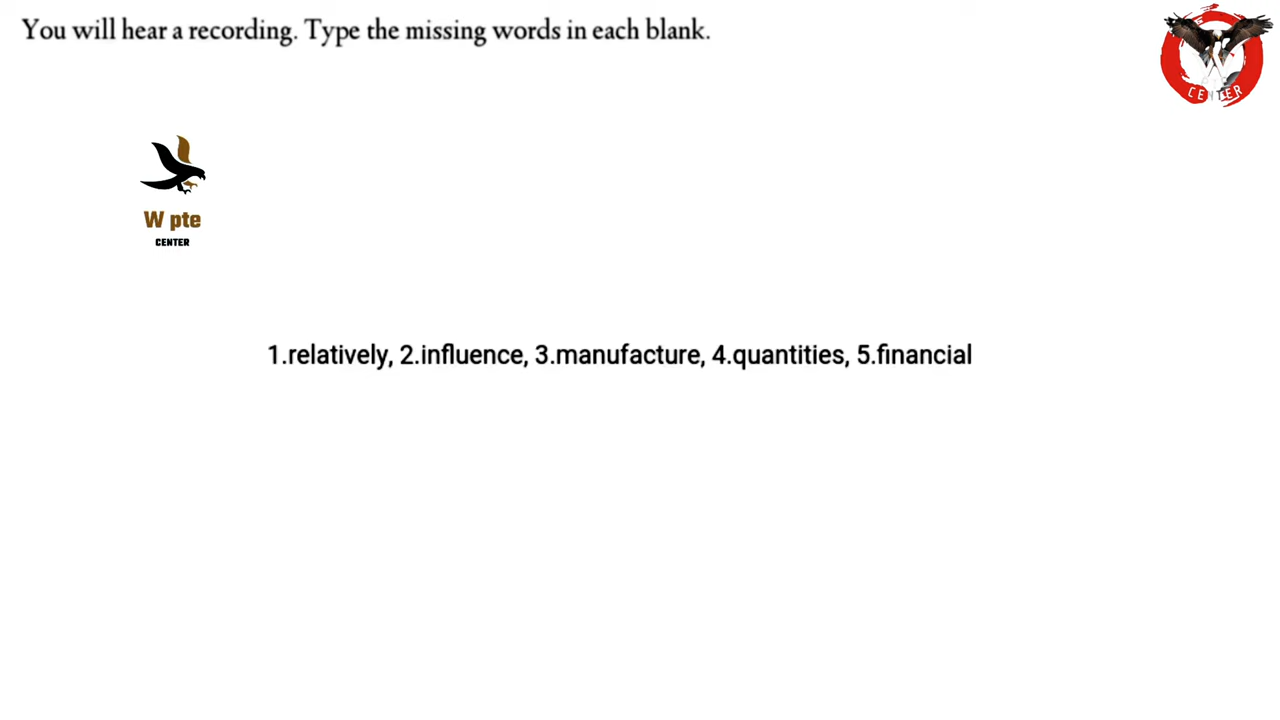 You will hear a recording. Type the missing words in each blank.
CENTER
W pte
CENTER
1.relatively, 2.influence, 3.manufacture, 4.quantities, 5.financial